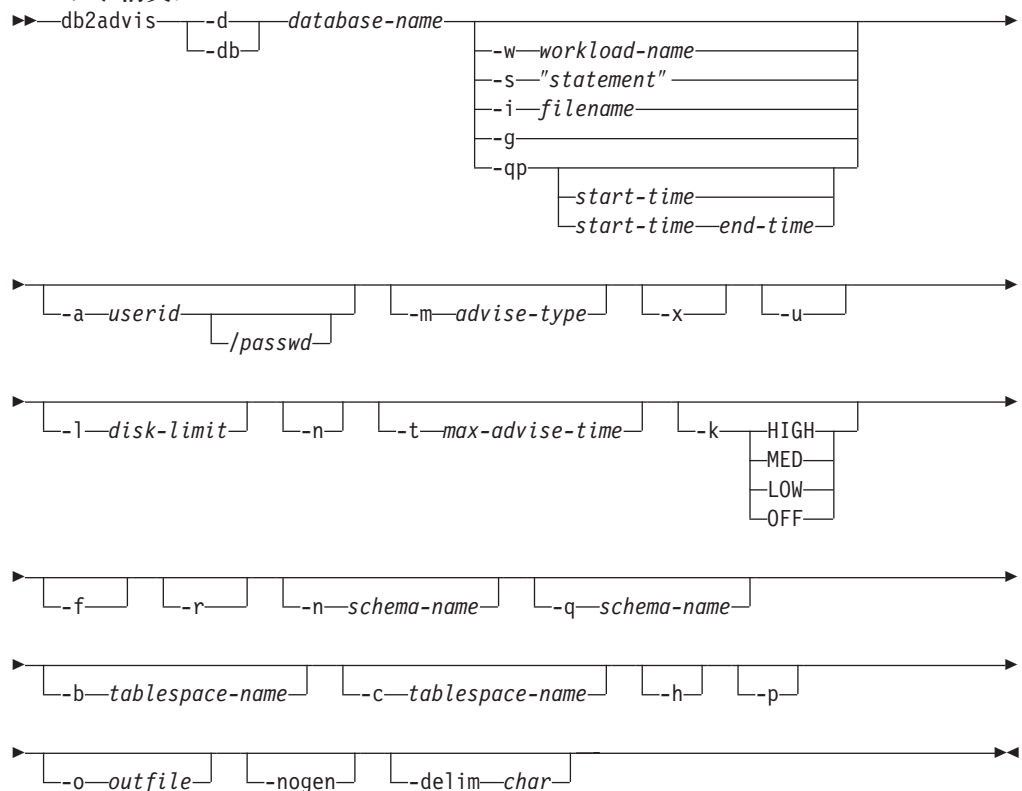 db2advis -d database-name
-db
-w workload-name
-s "statement"
-i filename
-g
-qp
start-time
start-time end-time
-a userid -m advise-type -x -u
/passwd
-l disk-limit -n -t max-advise-time -k HIGH
MED
LOW
OFF
-f -r -n schema-name -q schema-name
-b tablespace-name -c tablespace-name -h -p
-o outfile -nogen -delim char